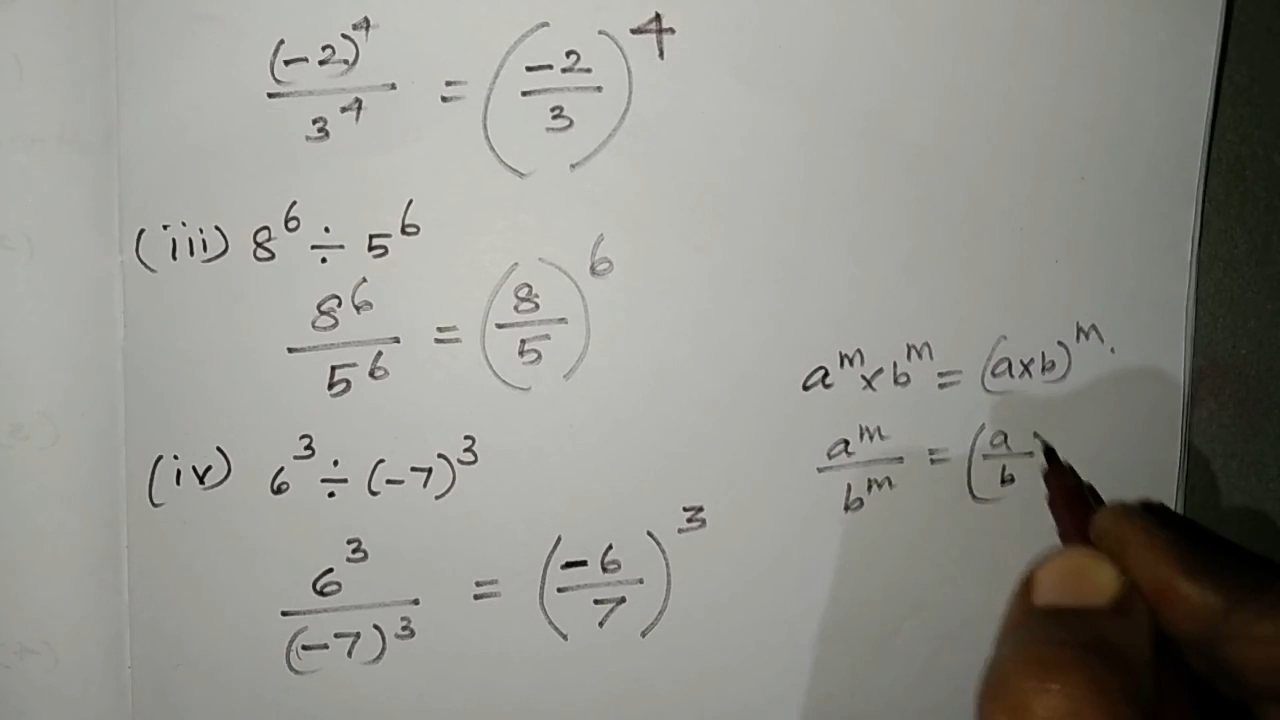 (-2)⁴/3⁴ = (-2/3)⁴
(iii) 8⁶ ÷ 5⁶
8⁶/5⁶ = (8/5)⁶
aᵐ × bᵐ = (a×b)ᵐ.
aᵐ/bᵐ = (a/b
(iv) 6³ ÷ (-7)³
6³/(-7)³ = (-6/7)³